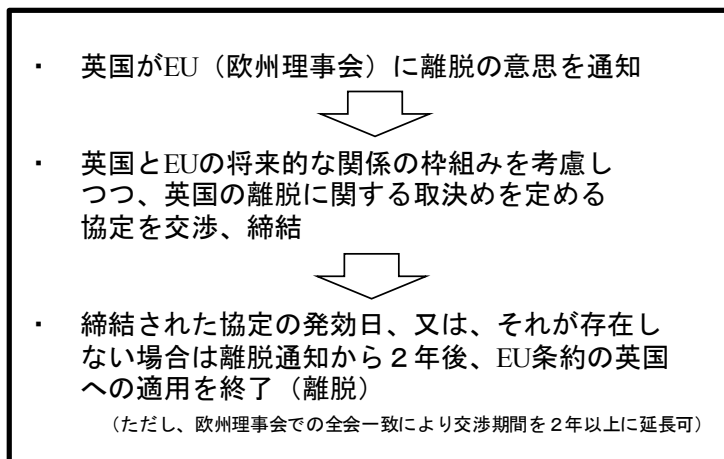 ・ 英国がEU（欧州理事会）に離脱の意思を通知
・ 英国とEUの将来的な関係の枠組みを考慮し
つつ、英国の離脱に関する取決めを定める
協定を交渉、締結
・ 締結された協定の発効日、又は、それが存在し
ない場合は離脱通知から２年後、EU条約の英国
への適用を終了（離脱）
（ただし、欧州理事会での全会一致により交渉期間を２年以上に延長可）